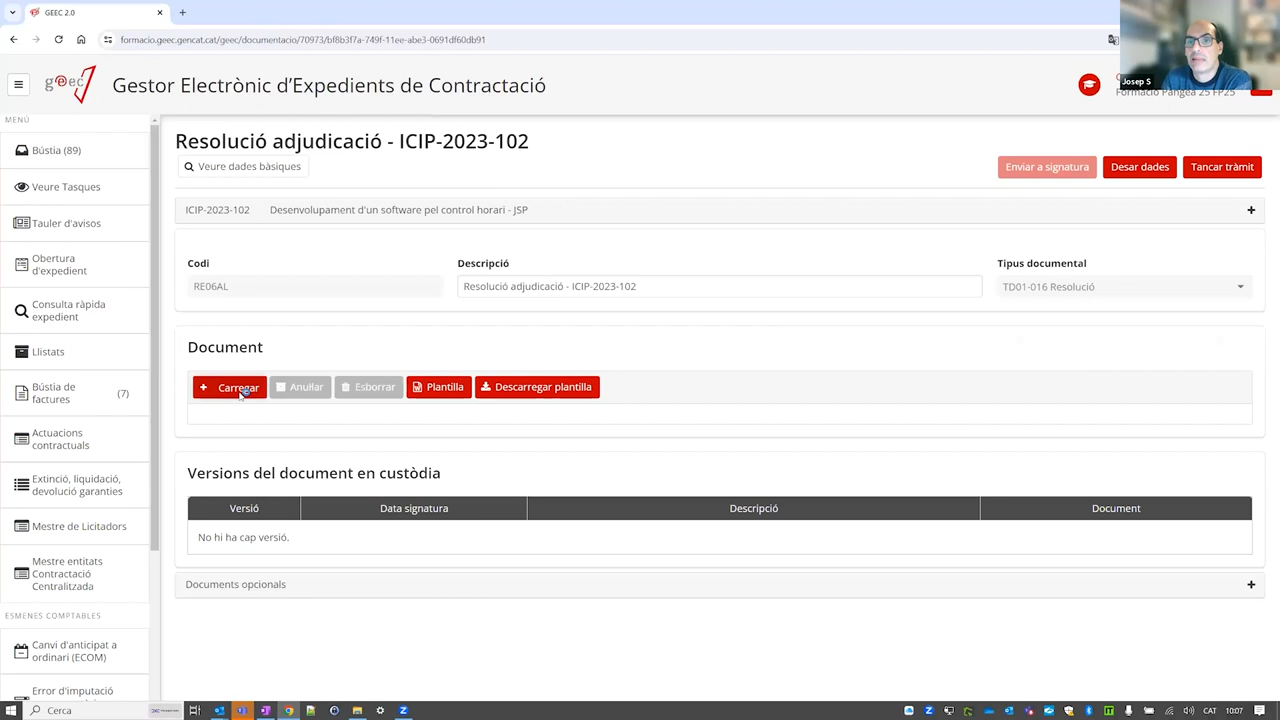 GEEC 2.0
formacio.geec.gencat.cat/geec/documentacio/70973/bf8b3f7a-749f-11ee-abe3-0691df60db91
geec
Gestor Electrònic d'Expedients de Contractació
Josep S
Formació Pangea 25 FP25
MENÚ
Bústia (89)
Veure Tasques
Tauler d'avisos
Obertura
d'expedient
Consulta ràpida
expedient
Llistats
Bústia de
factures
(7)
Actuacions
contractuals
Extinció, liquidació,
devolució garanties
Mestre de Licitadors
Mestre entitats
Contractació
Centralitzada
ESMENES COMPTABLES
Canvi d'anticipat a
ordinari (ECOM)
Error d'imputació
Resolució adjudicació - ICIP-2023-102
Veure dades bàsiques
Enviar a signatura
Desar dades
Tancar tràmit
ICIP-2023-102 Desenvolupament d'un software pel control horari - JSP
Codi
Descripció
Tipus documental
RE06AL
Resolució adjudicació - ICIP-2023-102
TD01-016 Resolució
Document
Carregar
Anul·lar
Esborrar
Plantilla
Descarregar plantilla
Versions del document en custòdia
Versió
Data signatura
Descripció
Document
No hi ha cap versió.
Documents opcionals
Cerca
CAT
10:07